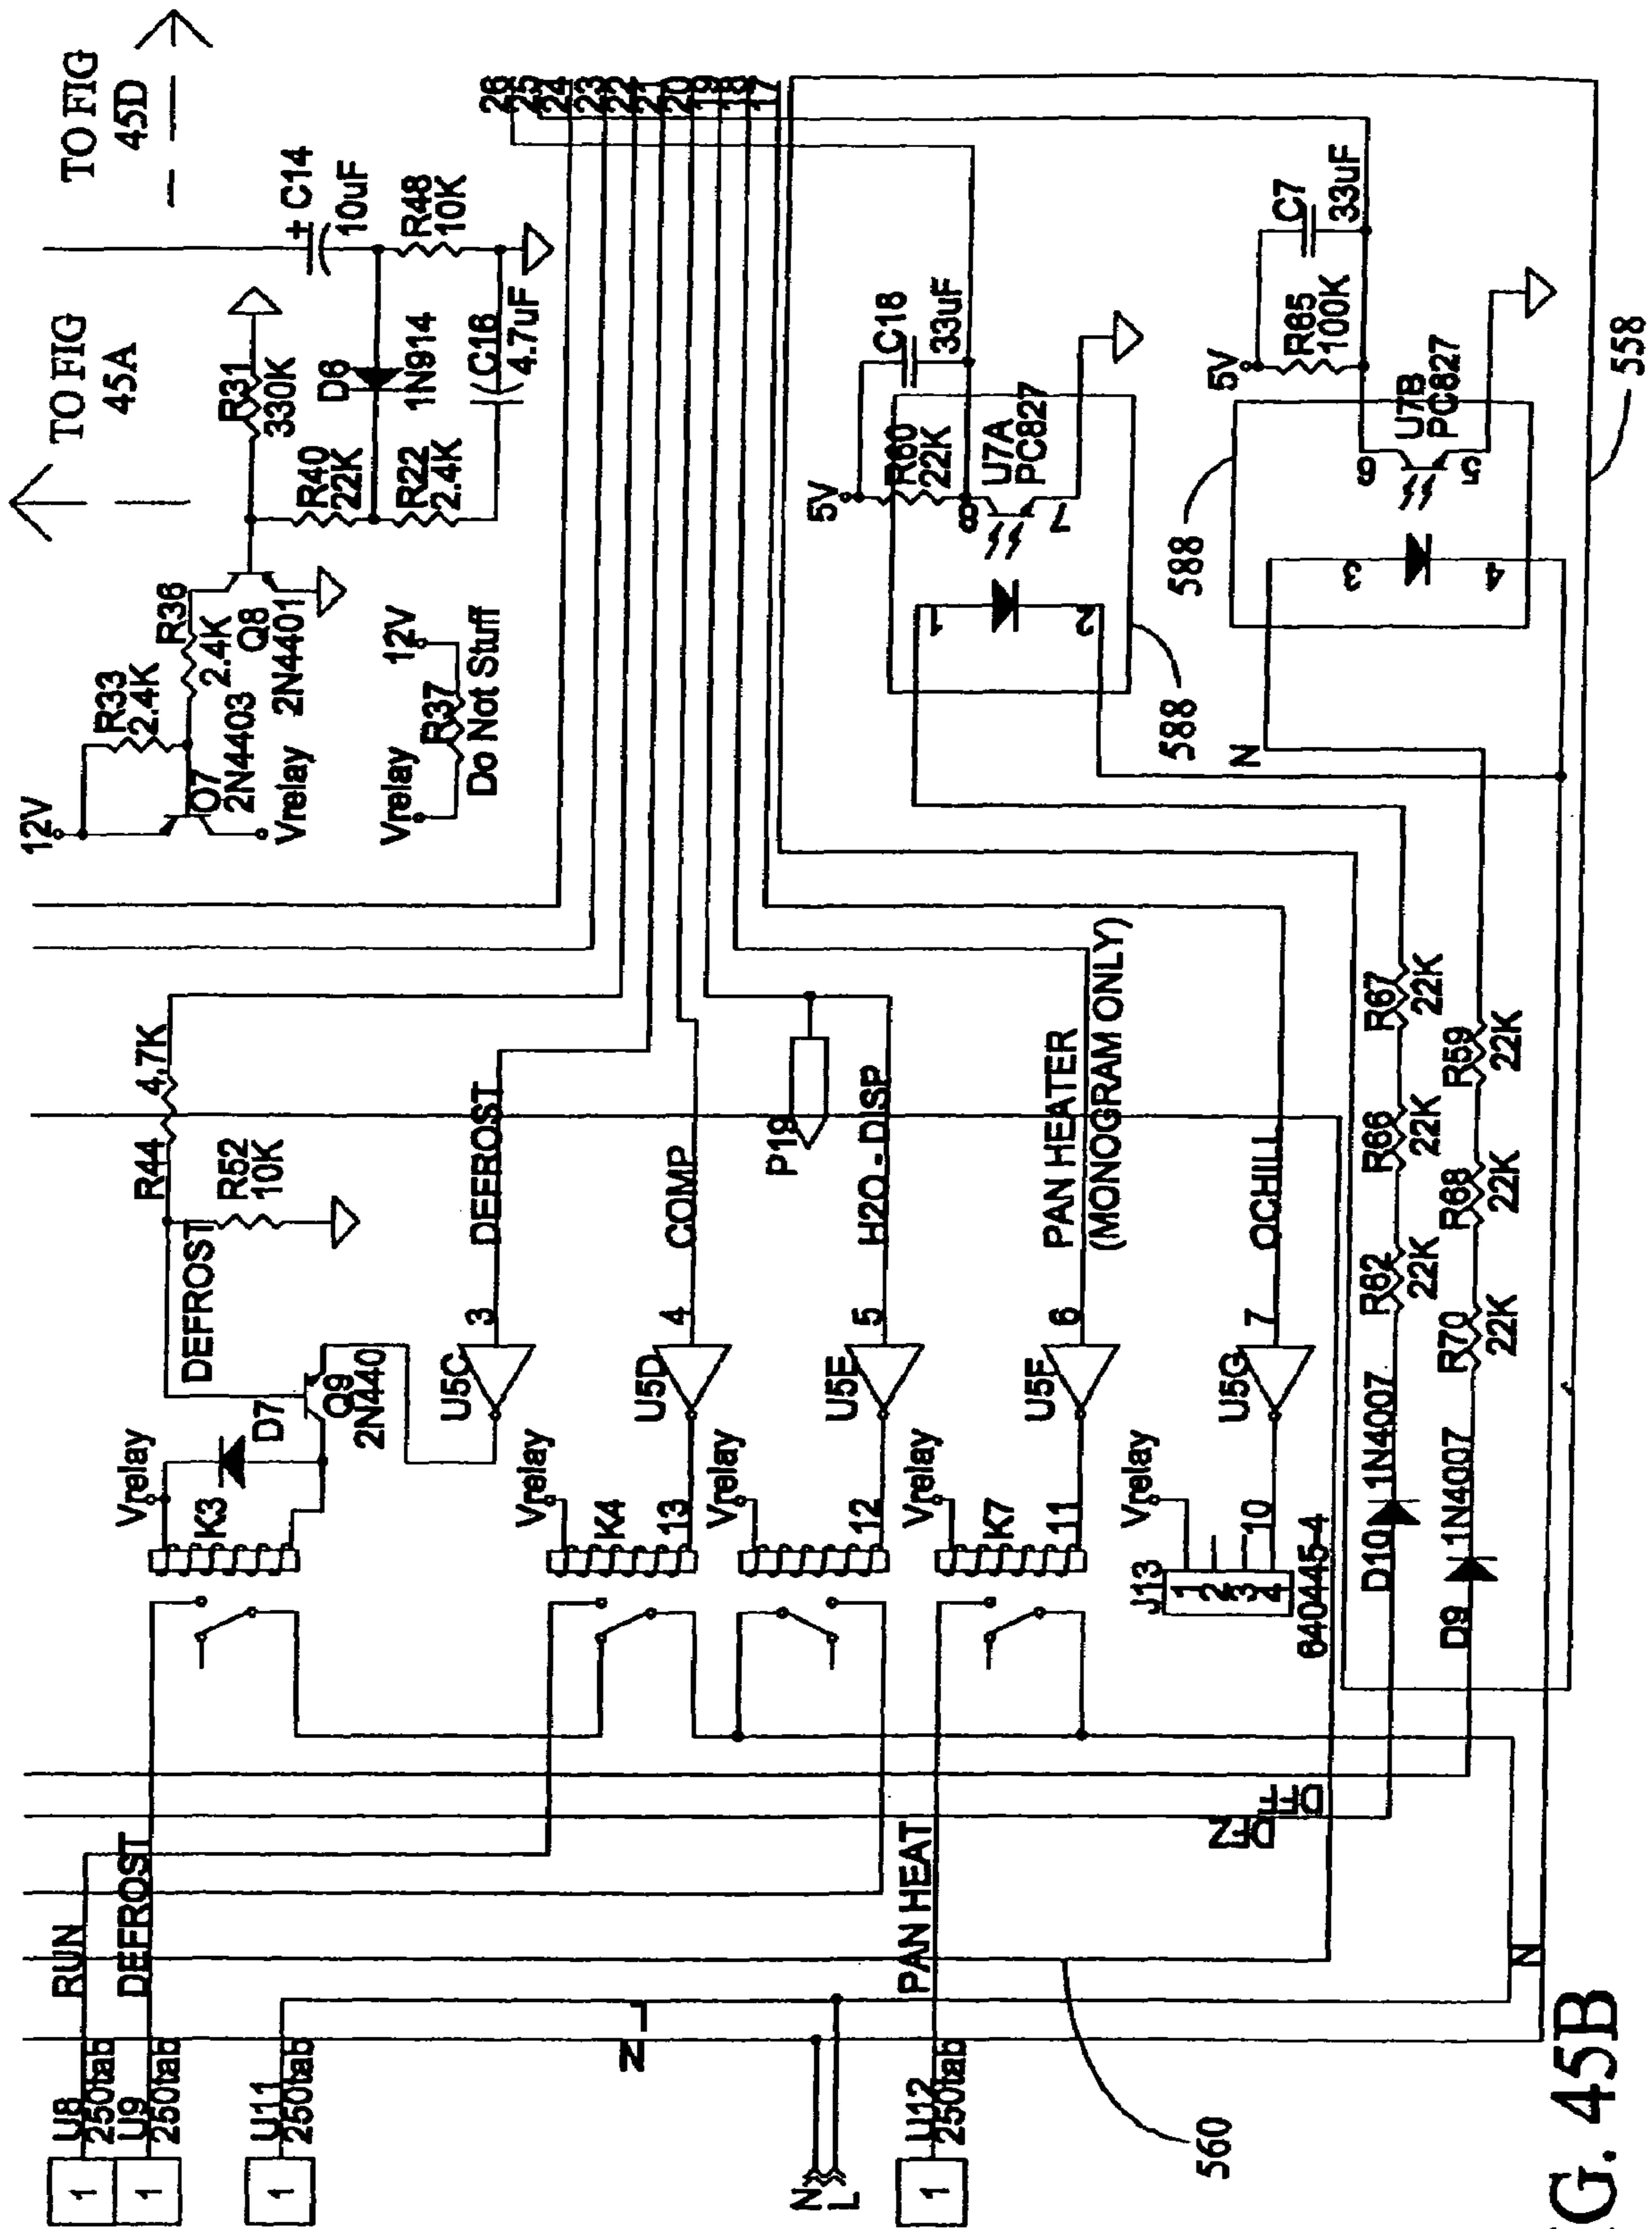 TO FIG
45D
TO FIG
45A
12V
R33
2.4K
R36
2.4K
Q7
2N4403
Vrelay
Q8
2N4401
R31
330K
R40
22K
D6
1N914
R22
2.4K
C16
4.7uF
+ C14
10uF
R48
10K
Vrelay
12V
R37
Do Not Stuff
26
25
24
23
22
21
20
19
18
17
R44
4.7K
R52
10K
DEFROST
Vrelay
K3
D7
Q9
2N440
DEFROST
3
U5C
Vrelay
K4
13
COMP
4
U5D
Vrelay
12
P19
H2O - DISP
5
U5E
Vrelay
K7
11
PAN HEATER
(MONOGRAM ONLY)
6
U5F
Vrelay
J13
1
2
3
4
10
640445-4
QCHILL
7
U5G
5V
R60
22K
C18
33uF
U7A
PC827
8
7
1
2
588
5V
R65
100K
C7
33uF
U7B
PC827
6
5
3
4
588
N
558
D10
1N4007
R62
22K
R66
22K
R67
22K
D9
1N4007
R70
22K
R68
22K
R59
22K
DFZ
DFF
RUN
DEFROST
PAN HEAT
U8
250tab
1
U9
250tab
1
U11
250tab
1
U12
250tab
1
N
L
N
L
N
560
G. 45B